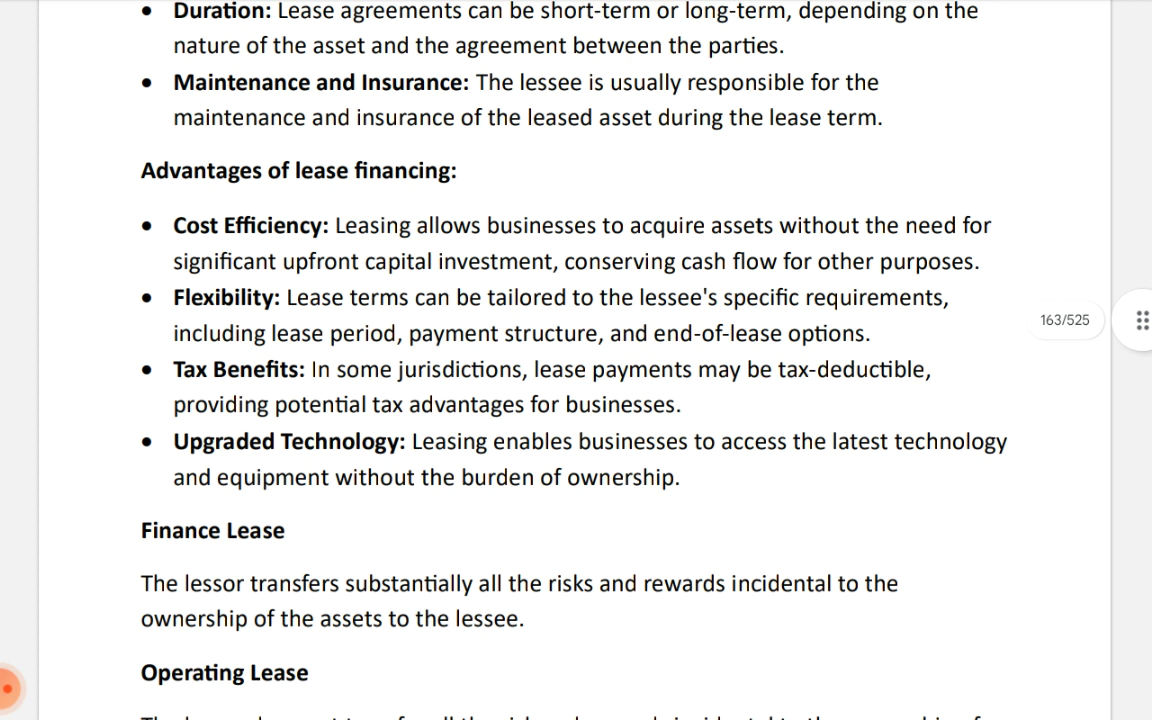 • Duration: Lease agreements can be short-term or long-term, depending on the
nature of the asset and the agreement between the parties.
• Maintenance and Insurance: The lessee is usually responsible for the
maintenance and insurance of the leased asset during the lease term.
Advantages of lease financing:
• Cost Efficiency: Leasing allows businesses to acquire assets without the need for
significant upfront capital investment, conserving cash flow for other purposes.
• Flexibility: Lease terms can be tailored to the lessee's specific requirements,
including lease period, payment structure, and end-of-lease options.
163/525
• Tax Benefits: In some jurisdictions, lease payments may be tax-deductible,
providing potential tax advantages for businesses.
• Upgraded Technology: Leasing enables businesses to access the latest technology
and equipment without the burden of ownership.
Finance Lease
The lessor transfers substantially all the risks and rewards incidental to the
ownership of the assets to the lessee.
Operating Lease